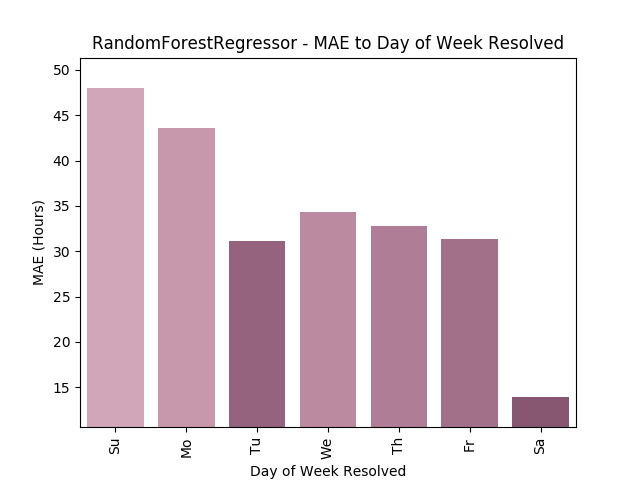 RandomForestRegressor - MAE to Day of Week Resolved
50
45
40
35
30
25
20
15
MAE (Hours)
Su
Mo
Tu
We
Th
Fr
Sa
Day of Week Resolved